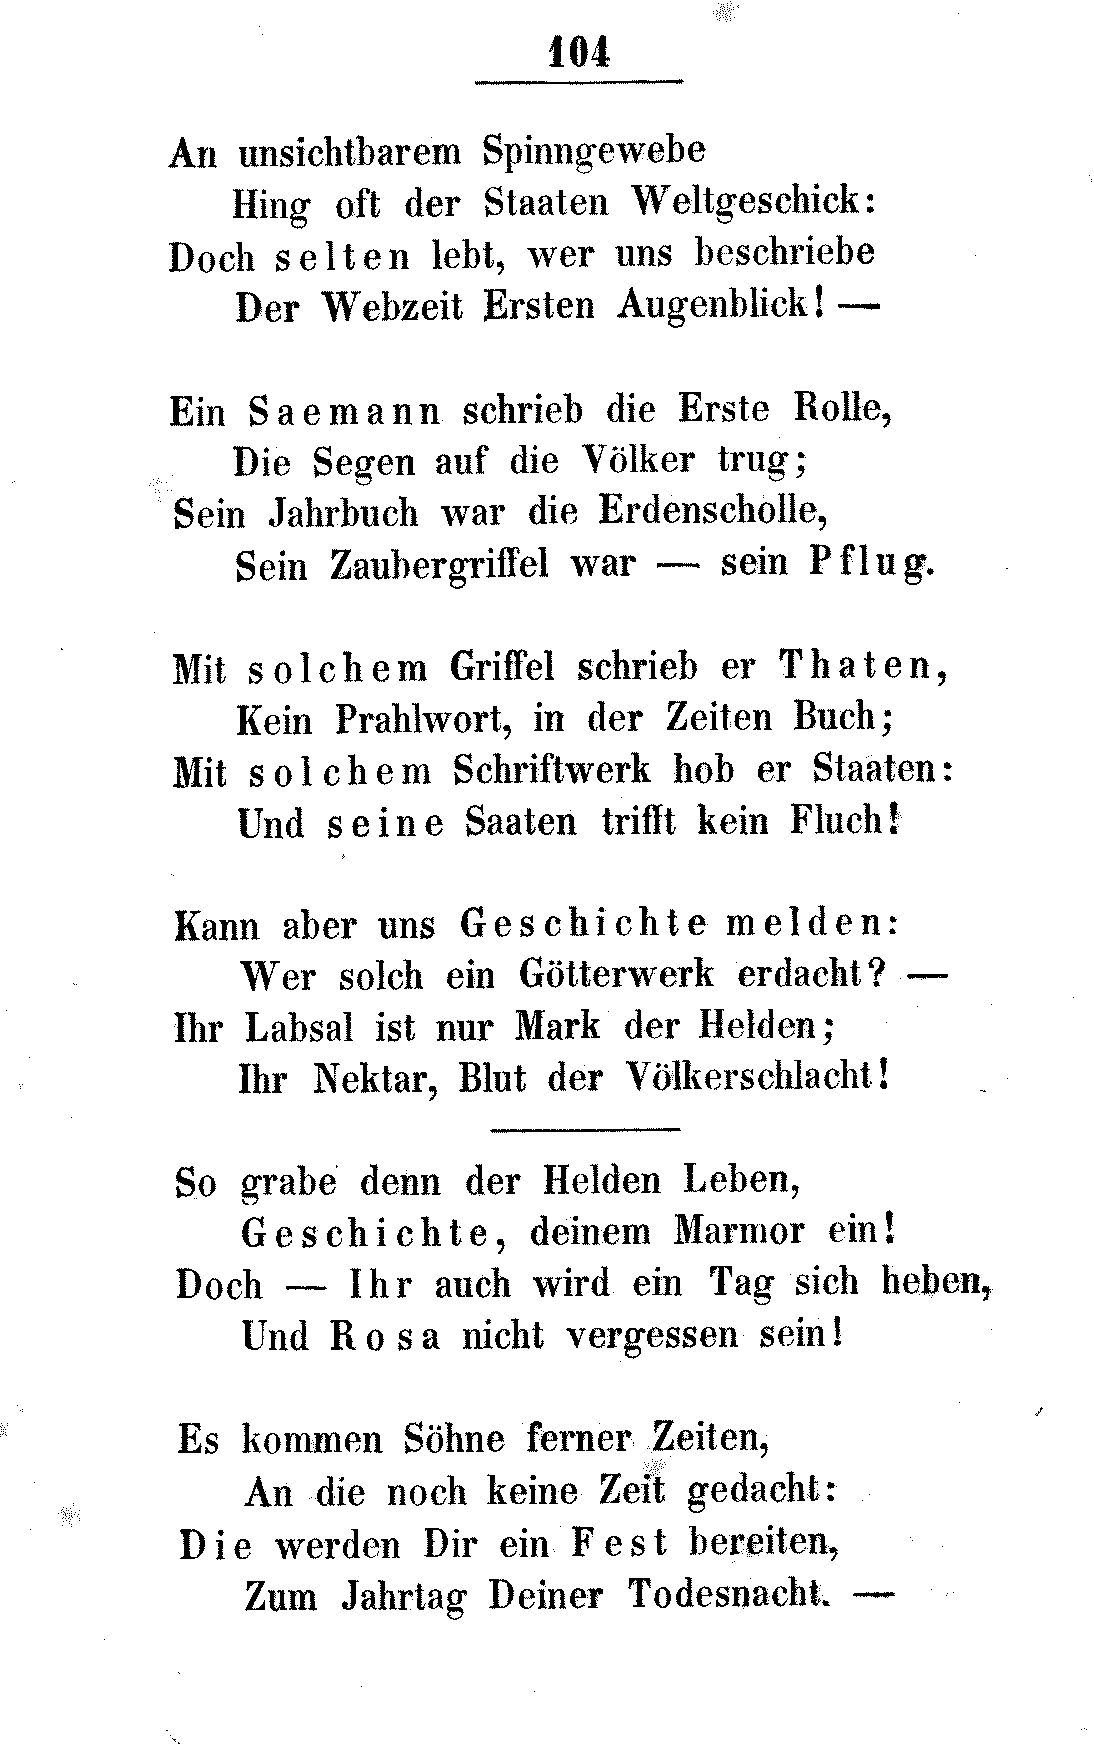 104
An unsichtbarem Spinngewebe
Hing oft der Staaten Weltgeschick:
Doch selten lebt, wer uns beschriebe
Der Webzeit Ersten Augenblick! —
Ein Saemann schrieb die Erste Rolle,
Die Segen auf die Völker trug;
Sein Jahrbuch war die Erdenscholle,
Sein Zaubergriffel war — sein Pflug.
Mit solchem Griffel schrieb er Thaten,
Kein Prahlwort, in der Zeiten Buch;
Mit solchem Schriftwerk hob er Staaten:
Und seine Saaten trifft kein Fluch!
Kann aber uns Geschichte melden:
Wer solch ein Götterwerk erdacht? —
Ihr Labsal ist nur Mark der Helden;
Ihr Nektar, Blut der Völkerschlacht!
So grabe denn der Helden Leben,
Geschichte, deinem Marmor ein!
Doch — Ihr auch wird ein Tag sich heben,
Und Rosa nicht vergessen sein!
Es kommen Söhne ferner Zeiten,
An die noch keine Zeit gedacht:
Die werden Dir ein Fest bereiten,
Zum Jahrtag Deiner Todesnacht. —